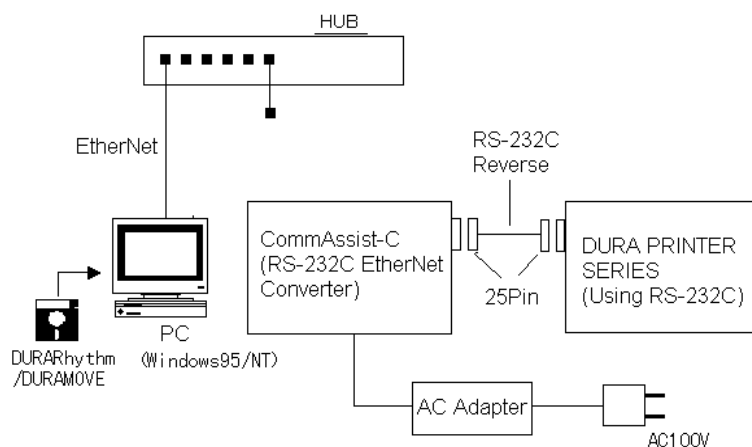 HUB
EtherNet
RS-232C
Reverse
CommAssist-C
(RS-232C EtherNet
Converter)
25Pin
DURA PRINTER
SERIES
(Using RS-232C)
PC
(Windows95/NT)
DURARhythm
/DURAMOVE
AC Adapter
AC100V